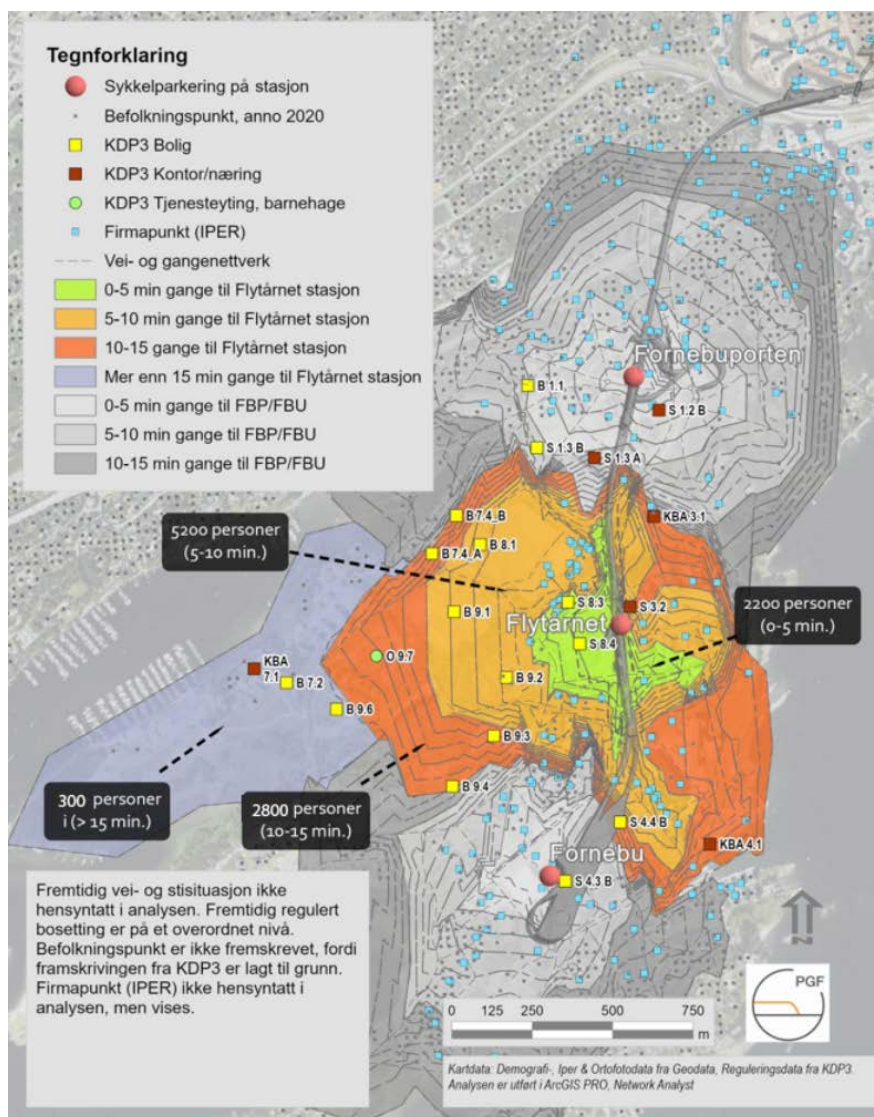 Tegnforklaring
Sykkelparkering på stasjon
Befolkningspunkt, anno 2020
KDP3 Bolig
KDP3 Kontor/næring
KDP3 Tjenesteyting, barnehage
Firmapunkt (IPER)
Vei- og gangenettverk
0-5 min gange til Flytårnet stasjon
5-10 min gange til Flytårnet stasjon
10-15 gange til Flytårnet stasjon
Mer enn 15 min gange til Flytårnet stasjon
0-5 min gange til FBP/FBU
5-10 min gange til FBP/FBU
10-15 min gange til FBP/FBU
Fornebuporten
B 1.1
S 1.2 B
S 1.3 B
S 1.3 A
5200 personer
(5-10 min.)
B 7.4_B
KBA 3.1
B 7.4_A
B 8.1
B 9.1
S 8.3
S 3.2
2200 personer
(0-5 min.)
Flytårnet
S 8.4
O 9.7
KBA
7.1
B 7.2
B 9.2
B 9.6
B 9.3
300 personer
i (> 15 min.)
2800 personer
(10-15 min.)
B 9.4
S 4.4 B
KBA 4.1
Fornebu
S 4.3 B
Fremtidig vei- og stisituasjon ikke
hensyntatt i analysen. Fremtidig regulert
bosetting er på et overordnet nivå.
Befolkningspunkt er ikke fremskrevet, fordi
framskrivingen fra KDP3 er lagt til grunn.
Firmapunkt (IPER) ikke hensyntatt i
analysen, men vises.
N
PGF
0 125 250 500 750
m
Kartdata: Demografi-, Iper & Ortofotodata fra Geodata, Reguleringsdata fra KDP3.
Analysen er utført i ArcGIS PRO, Network Analyst